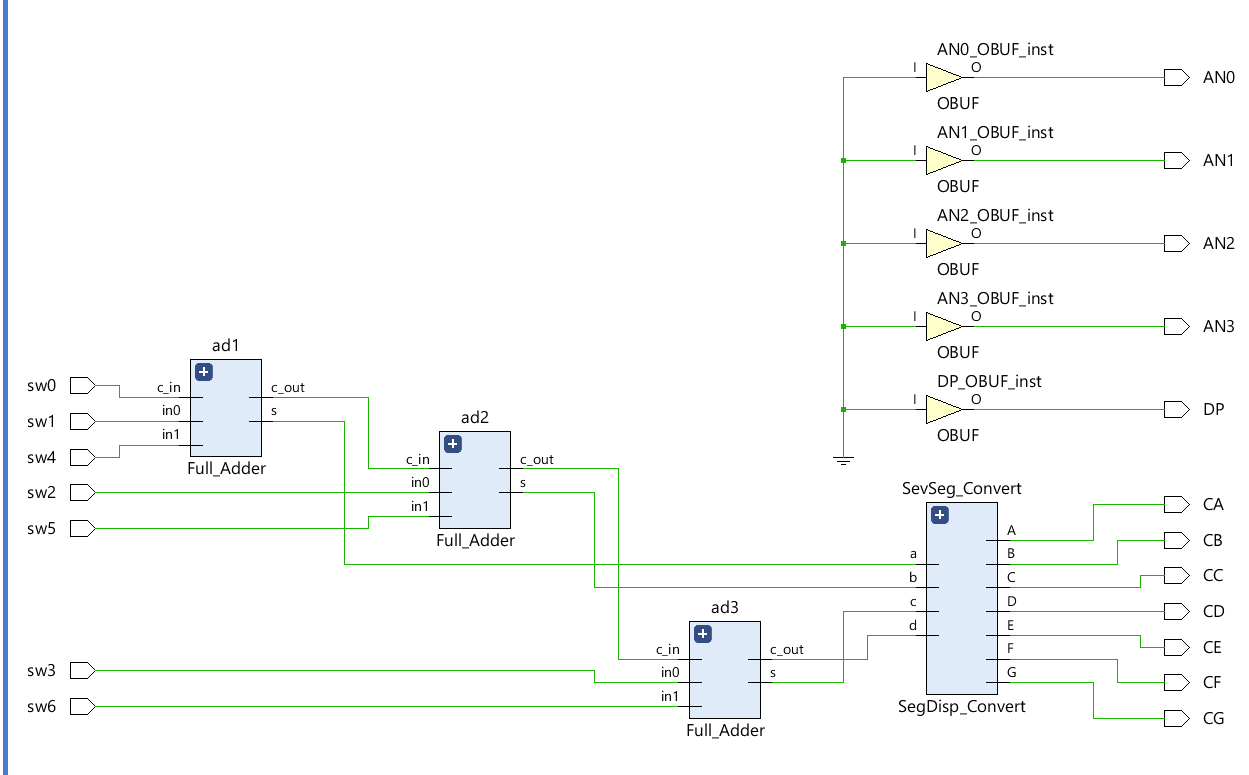 AN0_OBUF_inst
I
O
AN0
OBUF
AN1_OBUF_inst
I
O
AN1
OBUF
AN2_OBUF_inst
I
O
AN2
OBUF
AN3_OBUF_inst
I
O
AN3
OBUF
DP_OBUF_inst
I
O
DP
OBUF
ad1
sw0
c_in
c_out
sw1
in0
s
sw4
in1
Full_Adder
ad2
c_in
c_out
sw2
in0
s
sw5
in1
Full_Adder
ad3
c_in
c_out
sw3
in0
s
sw6
in1
Full_Adder
SevSeg_Convert
a
b
c
d
A
B
C
D
E
F
G
SegDisp_Convert
CA
CB
CC
CD
CE
CF
CG